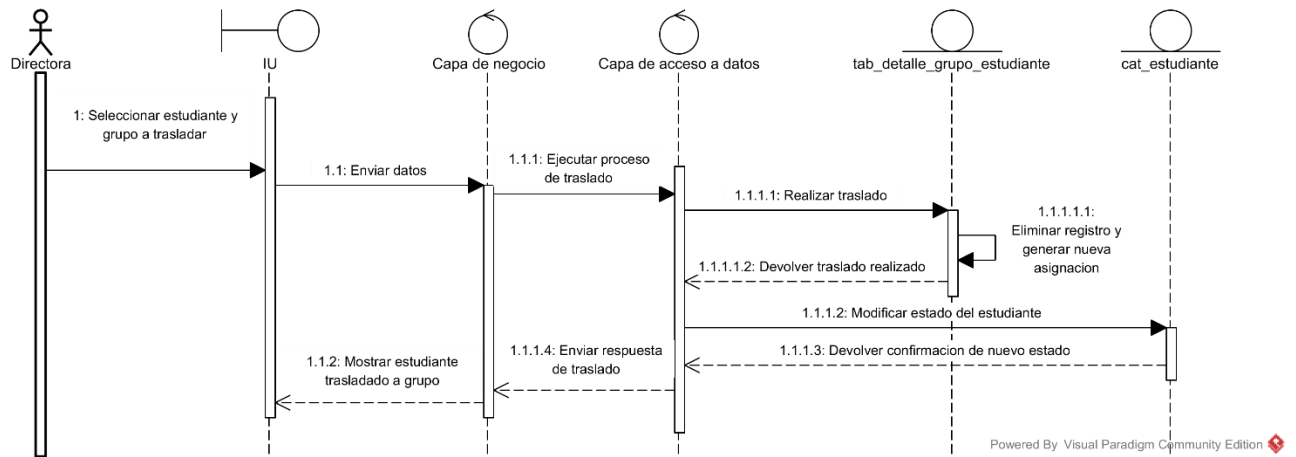 Directora
IU
Capa de negocio
Capa de acceso a datos
tab_detalle_grupo_estudiante
cat_estudiante
1: Seleccionar estudiante y
grupo a trasladar
1.1: Enviar datos
1.1.1: Ejecutar proceso
de traslado
1.1.1.1: Realizar traslado
1.1.1.1.1:
Eliminar registro y
generar nueva
asignacion
1.1.1.1.2: Devolver traslado realizado
1.1.1.2: Modificar estado del estudiante
1.1.1.3: Devolver confirmacion de nuevo estado
1.1.1.4: Enviar respuesta
de traslado
1.1.2: Mostrar estudiante
trasladado a grupo
Powered By Visual Paradigm Community Edition